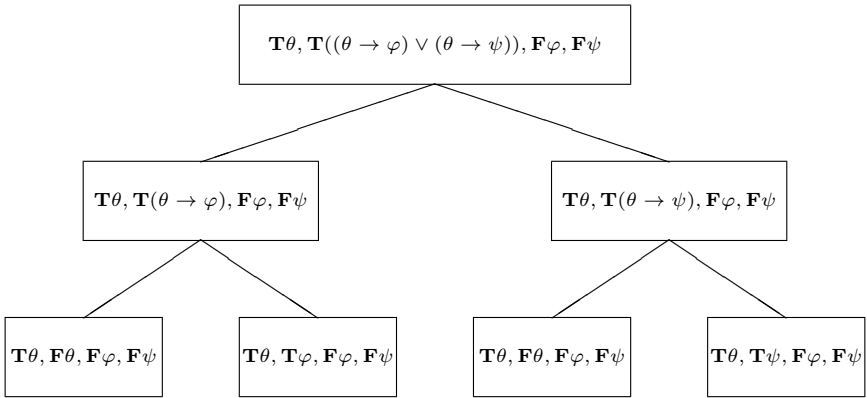 𝐓θ, 𝐓((θ → φ) ∨ (θ → ψ)), 𝐅φ, 𝐅ψ
𝐓θ, 𝐓(θ → φ), 𝐅φ, 𝐅ψ
𝐓θ, 𝐓(θ → ψ), 𝐅φ, 𝐅ψ
𝐓θ, 𝐅θ, 𝐅φ, 𝐅ψ
𝐓θ, 𝐓φ, 𝐅φ, 𝐅ψ
𝐓θ, 𝐅θ, 𝐅φ, 𝐅ψ
𝐓θ, 𝐓ψ, 𝐅φ, 𝐅ψ